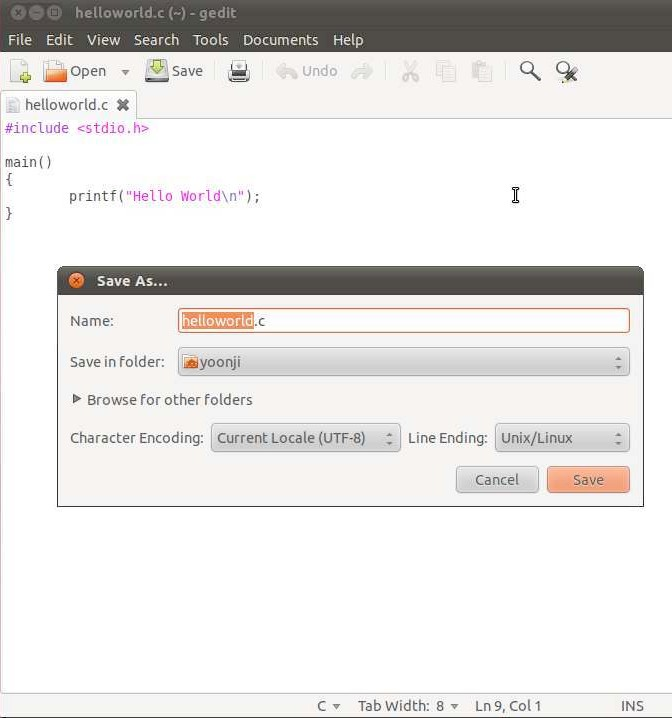 helloworld.c (~) - gedit
File Edit View Search Tools Documents Help
Open Save Undo
helloworld.c
#include <stdio.h>
main()
{
printf("Hello World\n");
}
Save As...
Name: helloworld.c
Save in folder: yoonji
Browse for other folders
Character Encoding: Current Locale (UTF-8) Line Ending: Unix/Linux
Cancel Save
C Tab Width: 8 Ln 9, Col 1 INS